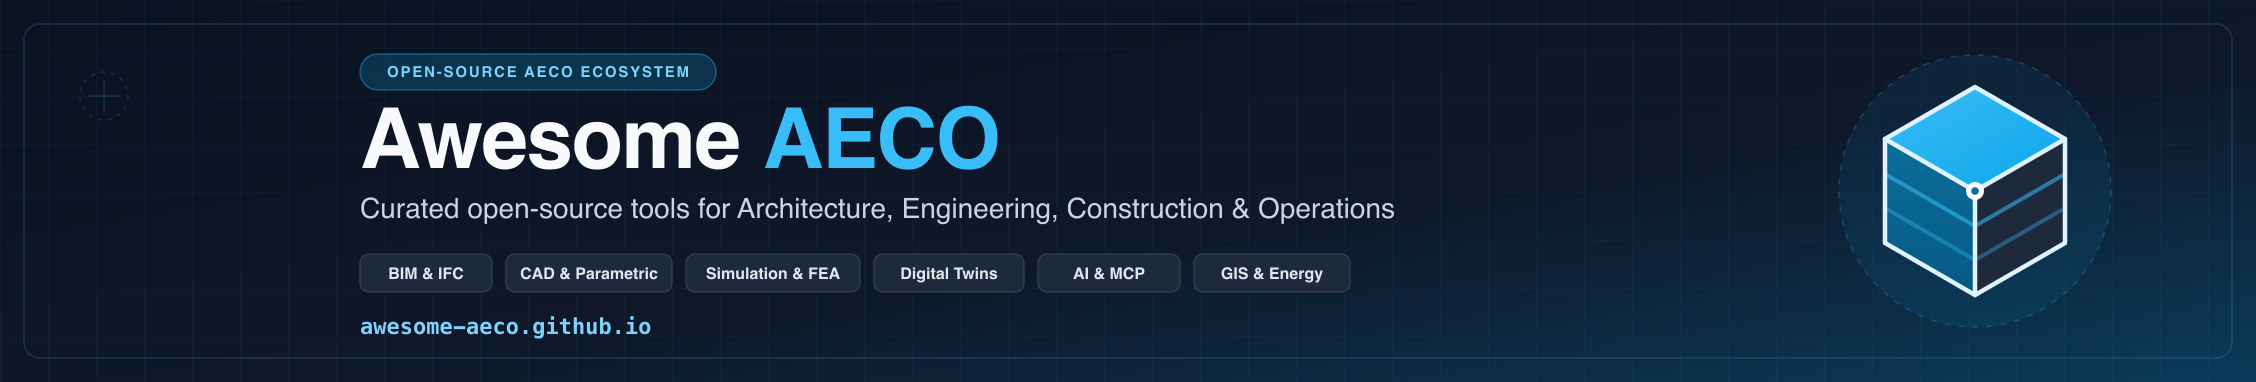 OPEN-SOURCE AECO ECOSYSTEM
Awesome AECO
Curated open-source tools for Architecture, Engineering, Construction & Operations
BIM & IFC CAD & Parametric Simulation & FEA Digital Twins AI & MCP GIS & Energy
awesome-aeco.github.io